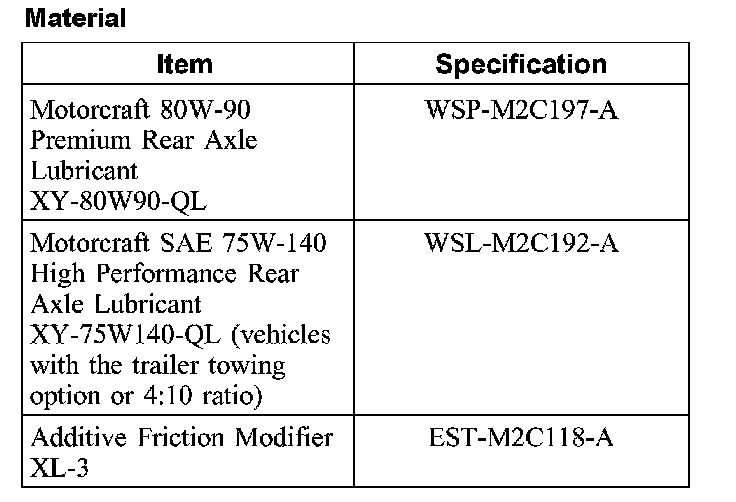 Material
Item
Specification
Motorcraft 80W-90
Premium Rear Axle
Lubricant
XY-80W90-QL
WSP-M2C197-A
Motorcraft SAE 75W-140
High Performance Rear
Axle Lubricant
XY-75W140-QL (vehicles
with the trailer towing
option or 4:10 ratio)
WSL-M2C192-A
Additive Friction Modifier
XL-3
EST-M2C118-A